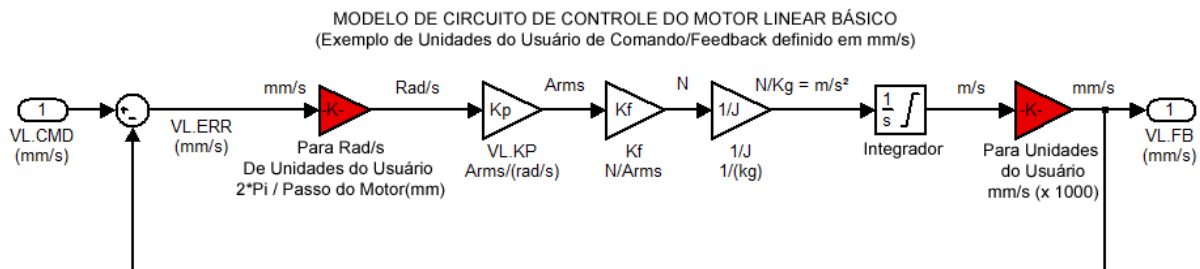 MODELO DE CIRCUITO DE CONTROLE DO MOTOR LINEAR BÁSICO
(Exemplo de Unidades do Usuário de Comando/Feedback definido em mm/s)
mm/s
Rad/s
Arms
N
N/Kg = m/s²
m/s
mm/s
1
-K-
Kp
Kf
1/J
1
s
-K-
1
VL.CMD
(mm/s)
VL.ERR
(mm/s)
Para Rad/s
De Unidades do Usuário
2*Pi / Passo do Motor(mm)
VL.KP
Arms/(rad/s)
Kf
N/Arms
1/J
1/(kg)
Integrador
Para Unidades
do Usuário
mm/s (x 1000)
VL.FB
(mm/s)